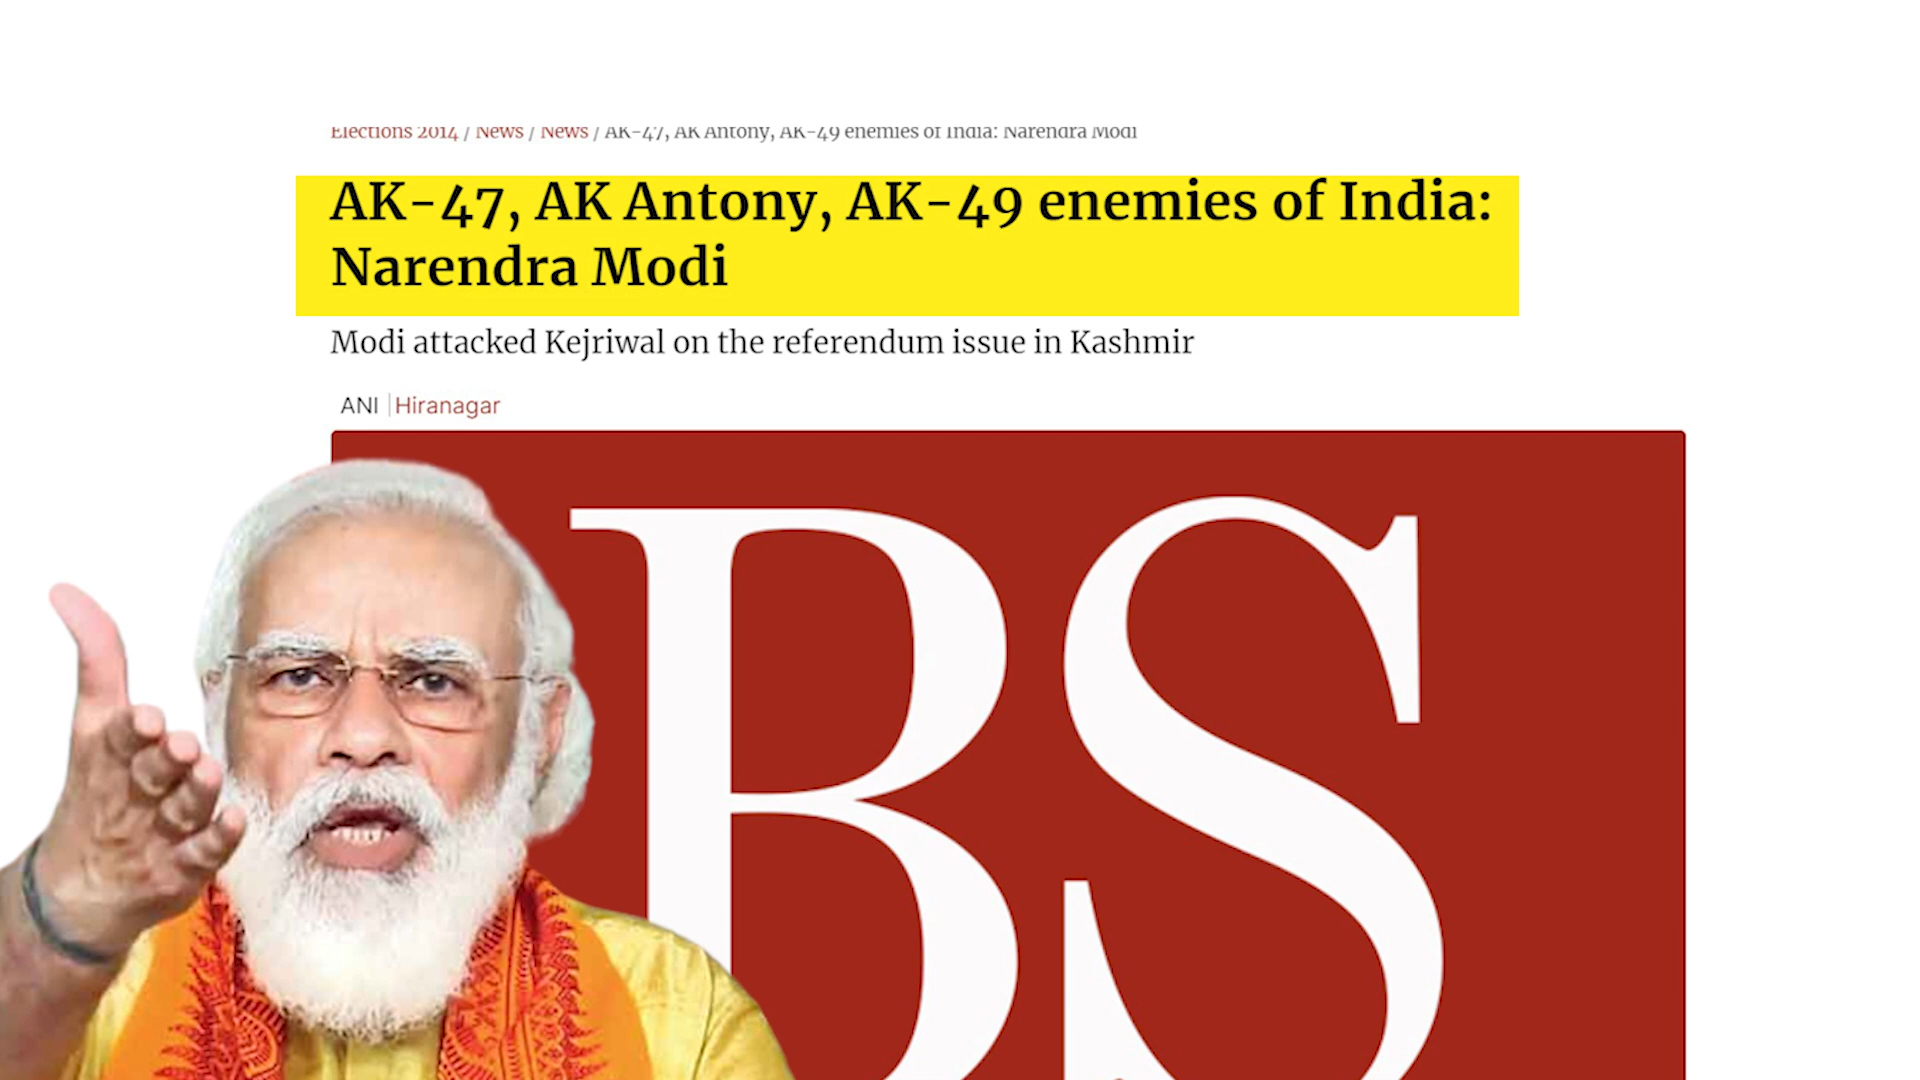 Elections 2014 / News / News / AK-47, AK Antony, AK-49 enemies of India: Narendra Modi
AK-47, AK Antony, AK-49 enemies of India:
Narendra Modi
Modi attacked Kejriwal on the referendum issue in Kashmir
ANI | Hiranagar
BS